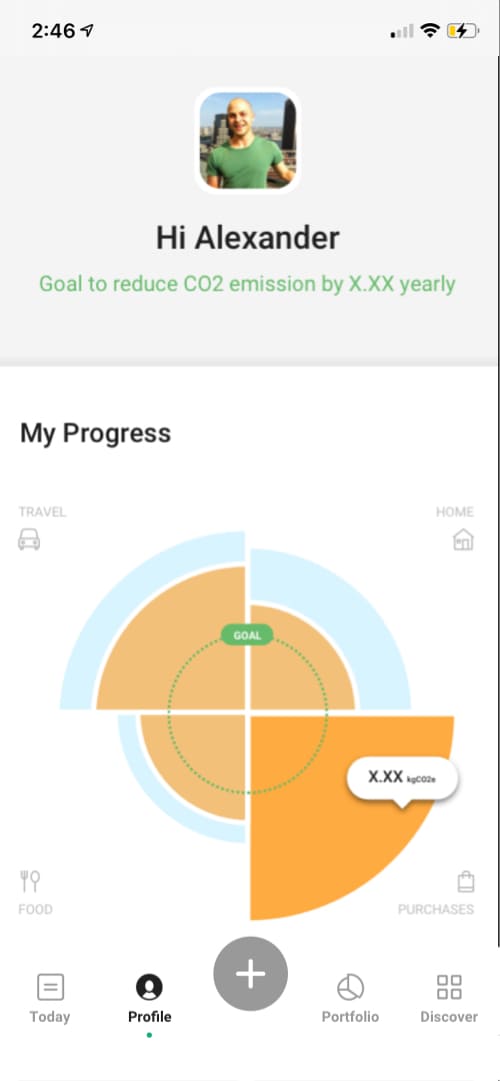 2:46
Hi Alexander
Goal to reduce CO2 emission by X.XX yearly
My Progress
TRAVEL
HOME
GOAL
X.XX kgCO2e
FOOD
PURCHASES
Today
Profile
Portfolio
Discover